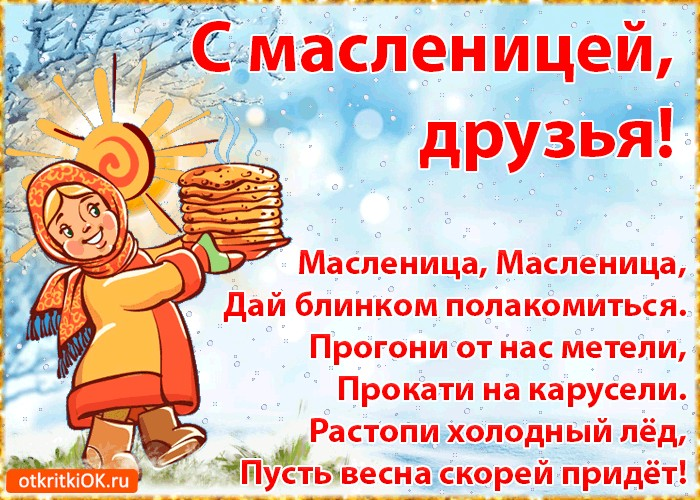 С масленицей,
друзья!
Масленица, Масленица,
Дай блинком полакомиться.
Прогони от нас метели,
Прокати на карусели.
Растопи холодный лёд,
Пусть весна скорей придёт!
otkritkiOK.ru